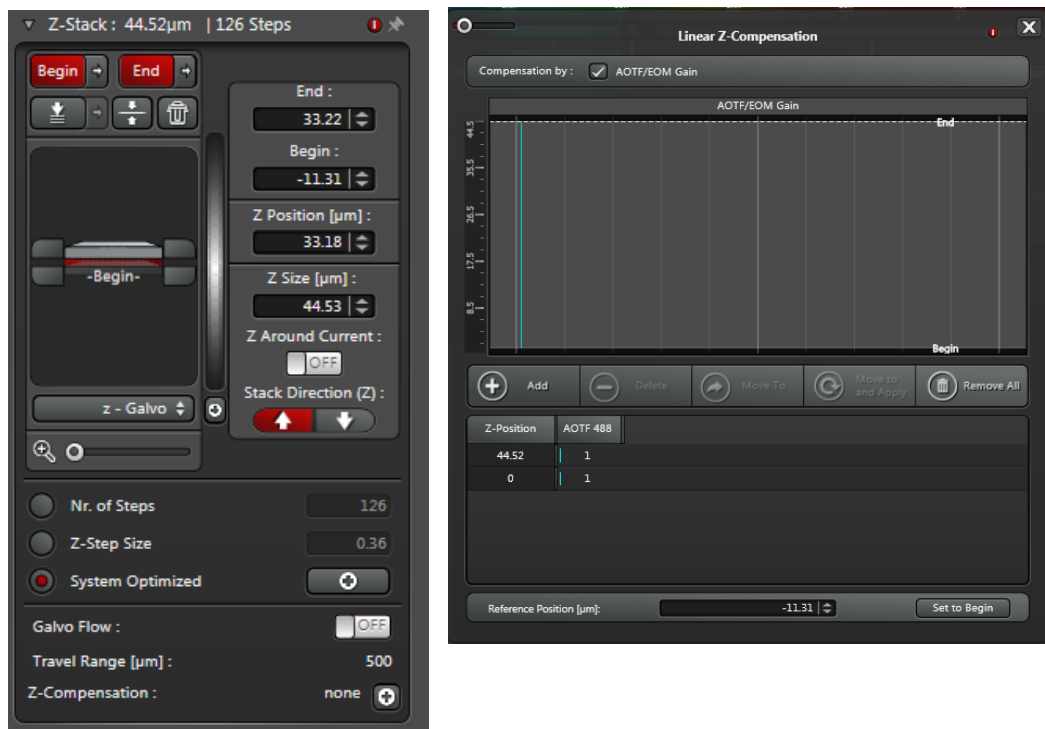 Z-Stack : 44.52µm | 126 Steps
Begin End
End :
33.22
Begin :
-11.31
Z Position [µm] :
33.18
Z Size [µm] :
44.53
Z Around Current :
OFF
Stack Direction (Z) :
-Begin-
z - Galvo
Nr. of Steps 126
Z-Step Size 0.36
System Optimized
Galvo Flow : OFF
Travel Range [µm] : 500
Z-Compensation : none
Linear Z-Compensation
X
Compensation by : AOTF/EOM Gain
AOTF/EOM Gain
End
44.5
35.5
26.5
17.5
8.5
Begin
Add Delete Move To Move to and Apply Remove All
Z-Position AOTF 488
44.52 1
0 1
Reference Position [µm]: -11.31 Set to Begin